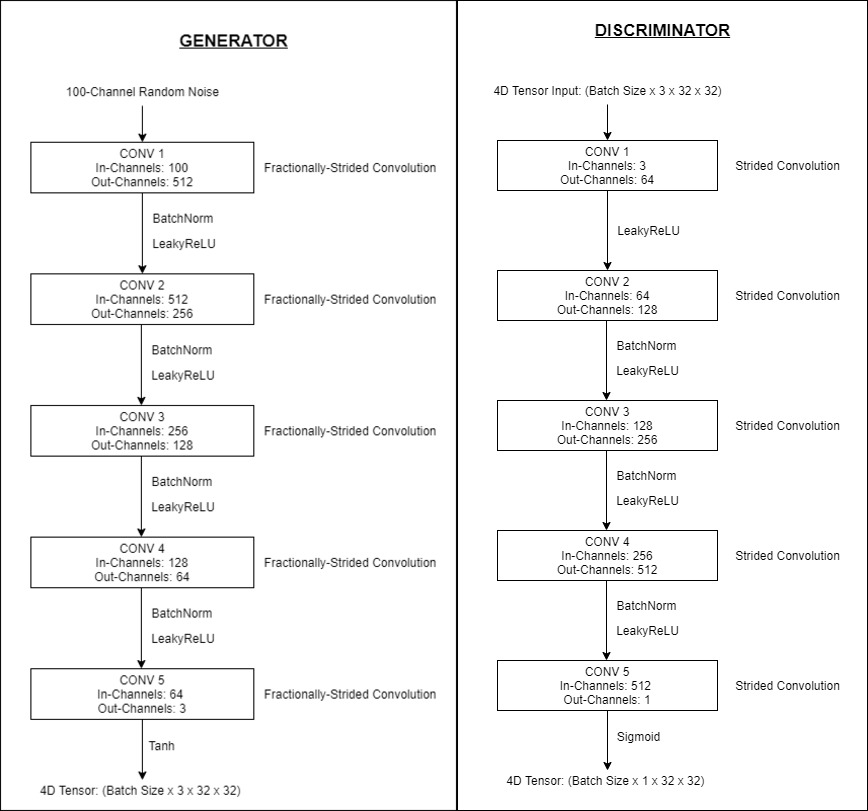 GENERATOR
100-Channel Random Noise
CONV 1
In-Channels: 100
Out-Channels: 512
Fractionally-Strided Convolution
BatchNorm
LeakyReLU
CONV 2
In-Channels: 512
Out-Channels: 256
Fractionally-Strided Convolution
BatchNorm
LeakyReLU
CONV 3
In-Channels: 256
Out-Channels: 128
Fractionally-Strided Convolution
BatchNorm
LeakyReLU
CONV 4
In-Channels: 128
Out-Channels: 64
Fractionally-Strided Convolution
BatchNorm
LeakyReLU
CONV 5
In-Channels: 64
Out-Channels: 3
Fractionally-Strided Convolution
Tanh
4D Tensor: (Batch Size x 3 x 32 x 32)
DISCRIMINATOR
4D Tensor Input: (Batch Size x 3 x 32 x 32)
CONV 1
In-Channels: 3
Out-Channels: 64
Strided Convolution
LeakyReLU
CONV 2
In-Channels: 64
Out-Channels: 128
Strided Convolution
BatchNorm
LeakyReLU
CONV 3
In-Channels: 128
Out-Channels: 256
Strided Convolution
BatchNorm
LeakyReLU
CONV 4
In-Channels: 256
Out-Channels: 512
Strided Convolution
BatchNorm
LeakyReLU
CONV 5
In-Channels: 512
Out-Channels: 1
Strided Convolution
Sigmoid
4D Tensor: (Batch Size x 1 x 32 x 32)